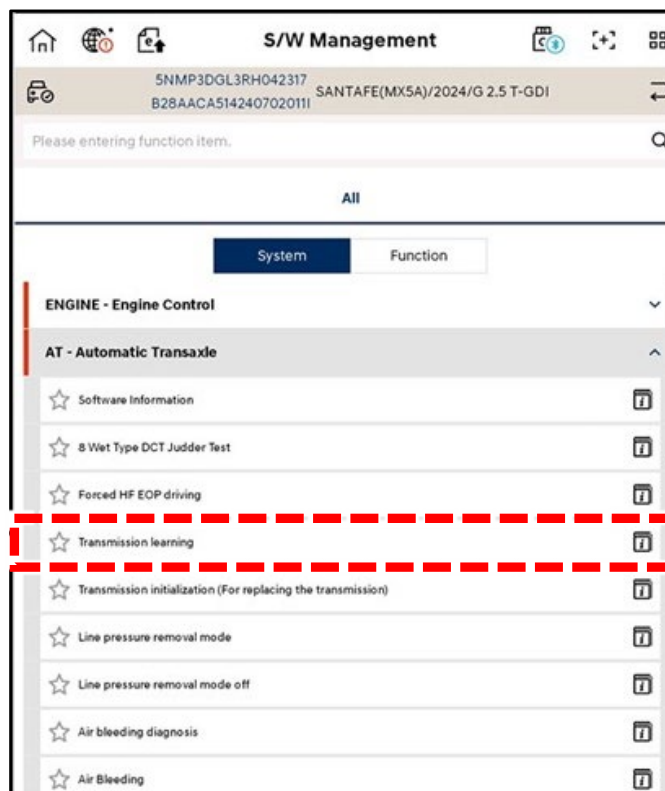 S/W Management
5NMP3DGL3RH042317
B28AACA514240702011I
SANTAFE(MX5A)/2024/G 2.5 T-GDI
Please entering function item.
All
System
Function
ENGINE - Engine Control
AT - Automatic Transaxle
Software Information
8 Wet Type DCT Judder Test
Forced HF EOP driving
Transmission learning
Transmission initialization (For replacing the transmission)
Line pressure removal mode
Line pressure removal mode off
Air bleeding diagnosis
Air Bleeding